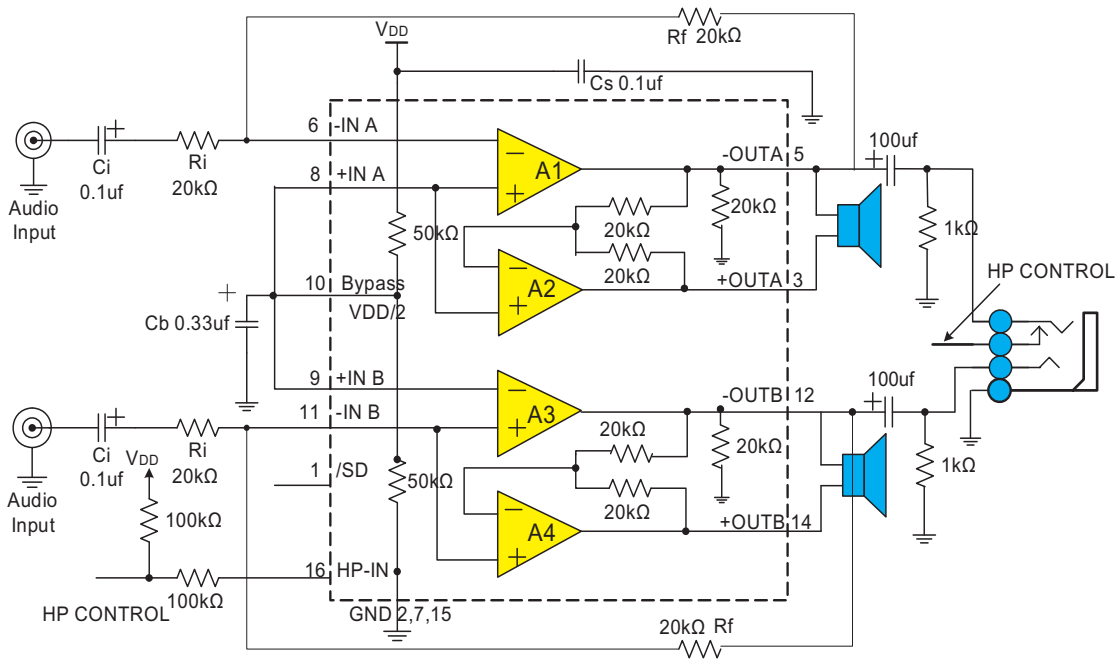 VDD
Rf 20kΩ
Cs 0.1uf
6 -IN A
-OUTA 5
100uf
+
Ci
0.1uf
+
Ri
20kΩ
Audio
Input
8 +IN A
−
+
A1
20kΩ
20kΩ
20kΩ
50kΩ
1kΩ
HP CONTROL
−
+
A2
+OUTA 3
10 Bypass
VDD/2
+
Cb 0.33uf
9 +IN B
11 -IN B
−
+
A3
-OUTB 12
100uf
+
+
Ci
0.1uf
Ri
20kΩ
Audio
Input
VDD
100kΩ
1 /SD
50kΩ
20kΩ
20kΩ
20kΩ
1kΩ
−
+
A4
+OUTB 14
16 HP-IN
HP CONTROL
100kΩ
GND 2,7,15
20kΩ Rf